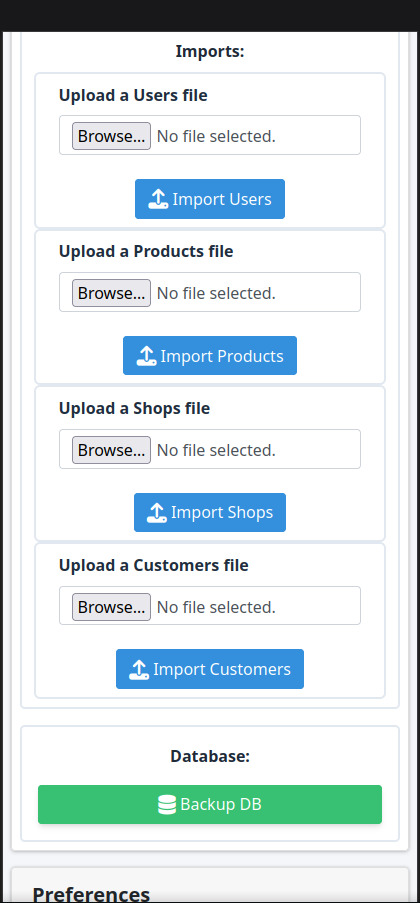 Imports:
Upload a Users file
Browse... No file selected.
Import Users
Upload a Products file
Browse... No file selected.
Import Products
Upload a Shops file
Browse... No file selected.
Import Shops
Upload a Customers file
Browse... No file selected.
Import Customers
Database:
Backup DB
Preferences